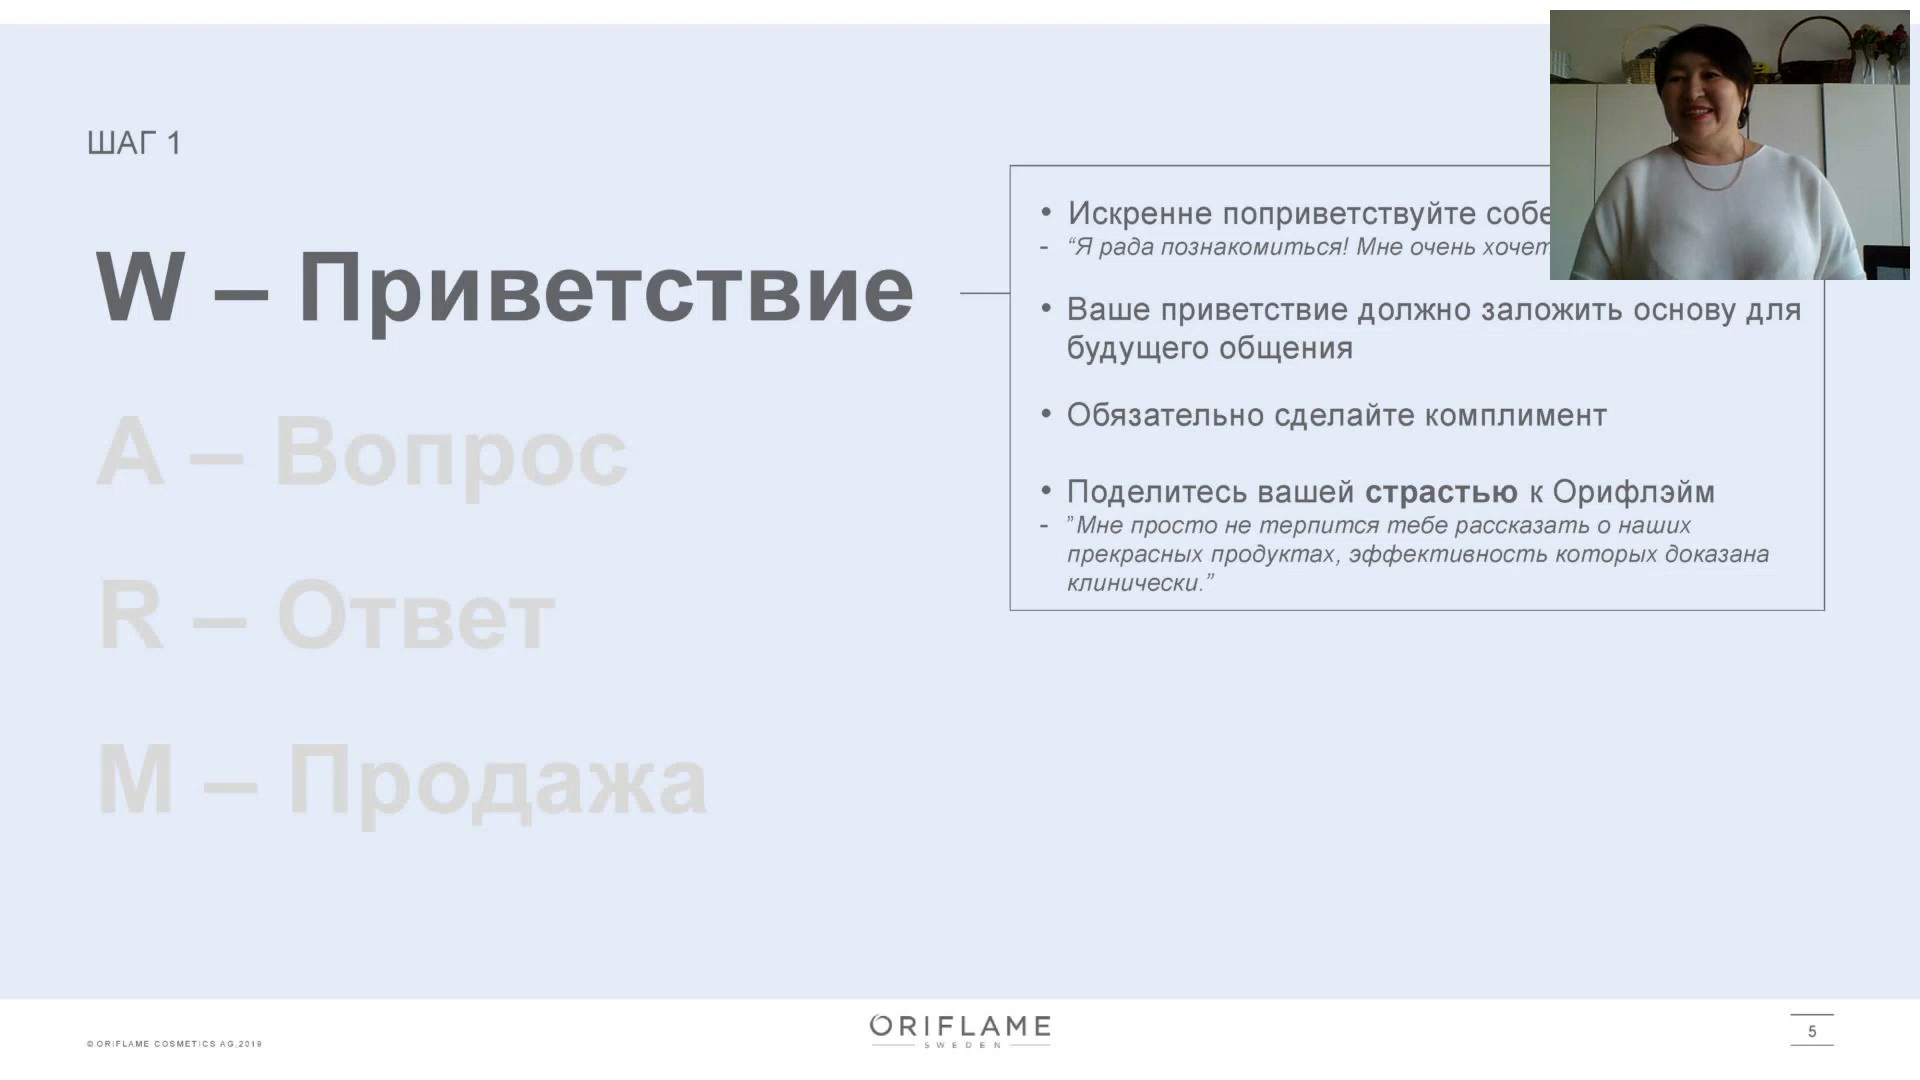 ШАГ 1
W – Приветствие
A – Вопрос
R – Ответ
M – Продажа
• Искренне поприветствуйте
- “Я рада познакомиться! Мне очень
• Ваше приветствие должно заложить основу для
будущего общения
• Обязательно сделайте комплимент
• Поделитесь вашей страстью к Орифлэйм
- ”Мне просто не терпится тебе рассказать о наших
прекрасных продуктах, эффективность которых доказана
клинически.”
© ORIFLAME COSMETICS AG,2019
ORIFLAME
SWEDEN
5